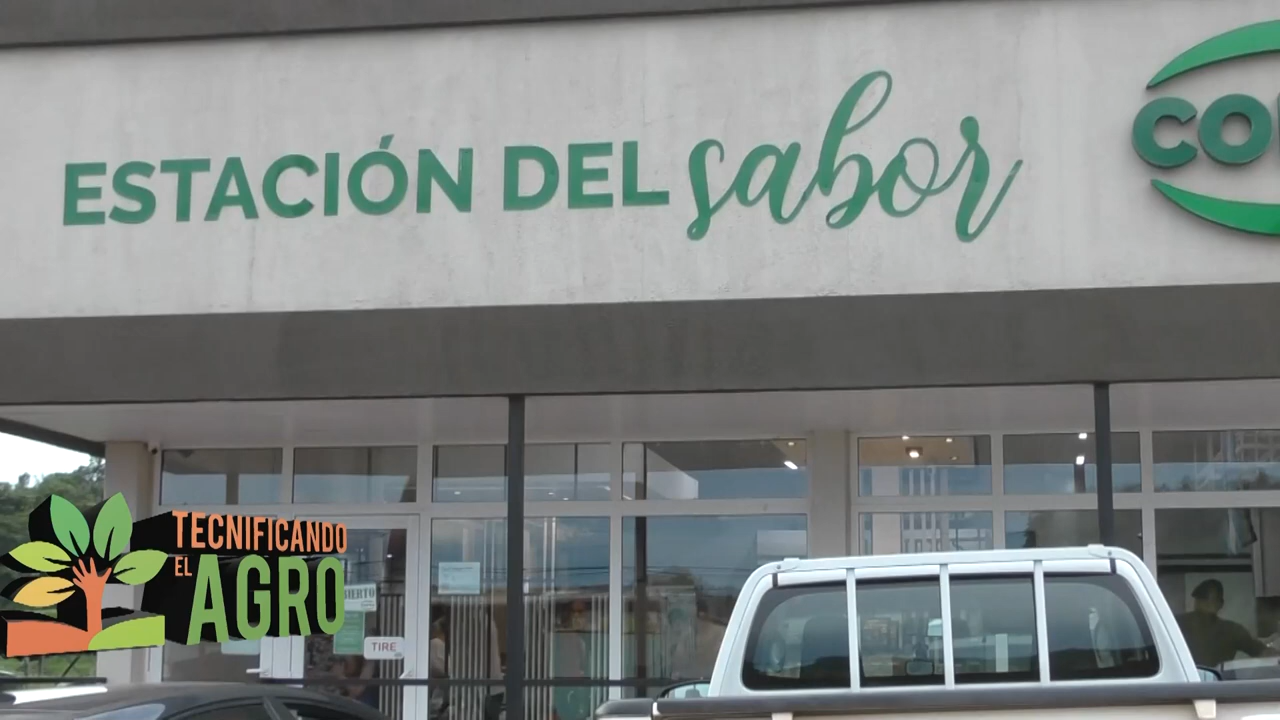 ESTACIÓN DEL sabor
TECNIFICANDO
EL AGRO
TIRE